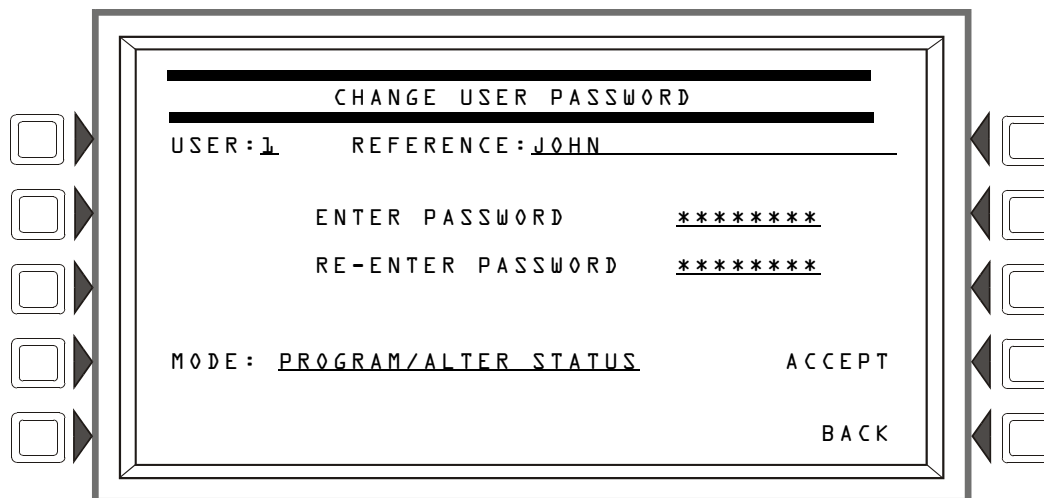 CHANGE USER PASSWORD
USER:1 REFERENCE:JOHN
ENTER PASSWORD ********
RE-ENTER PASSWORD ********
MODE: PROGRAM/ALTER STATUS ACCEPT
BACK